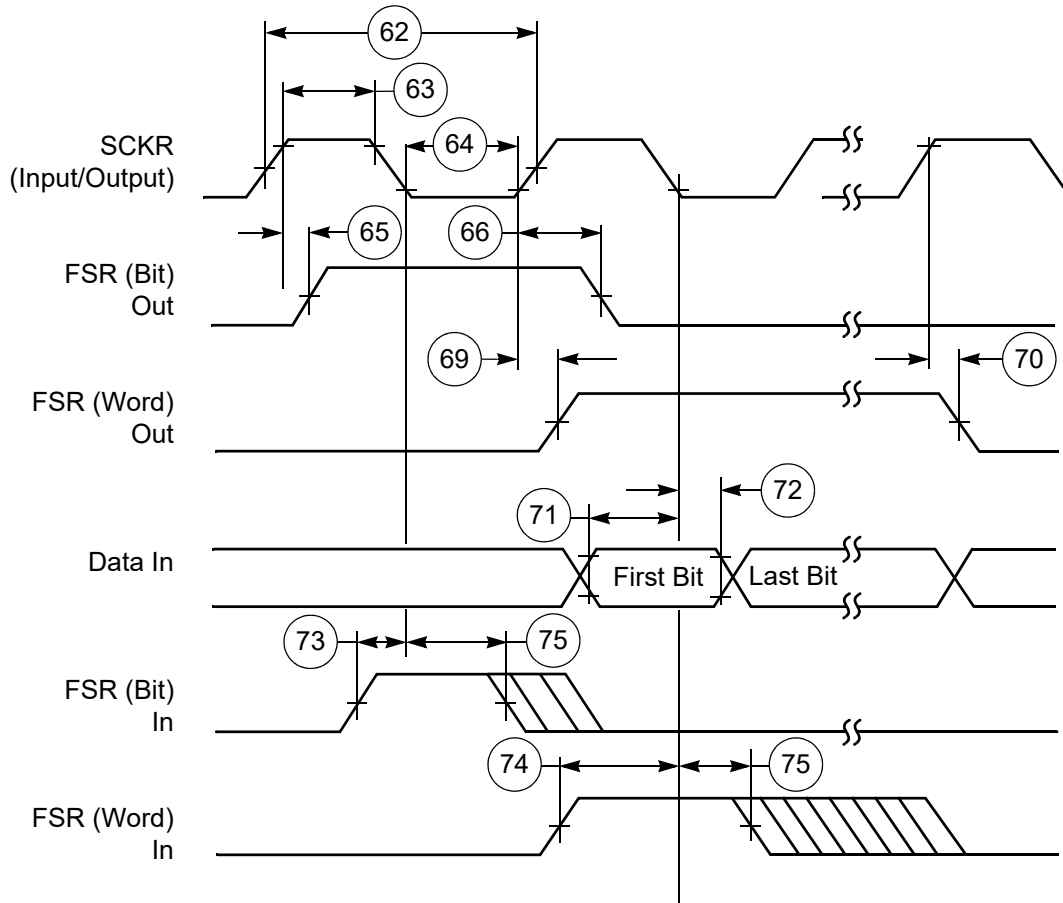 62
63
SCKR
(Input/Output)
64
65
66
FSR (Bit)
Out
69
70
FSR (Word)
Out
71
72
Data In
First Bit
Last Bit
73
75
FSR (Bit)
In
74
75
FSR (Word)
In